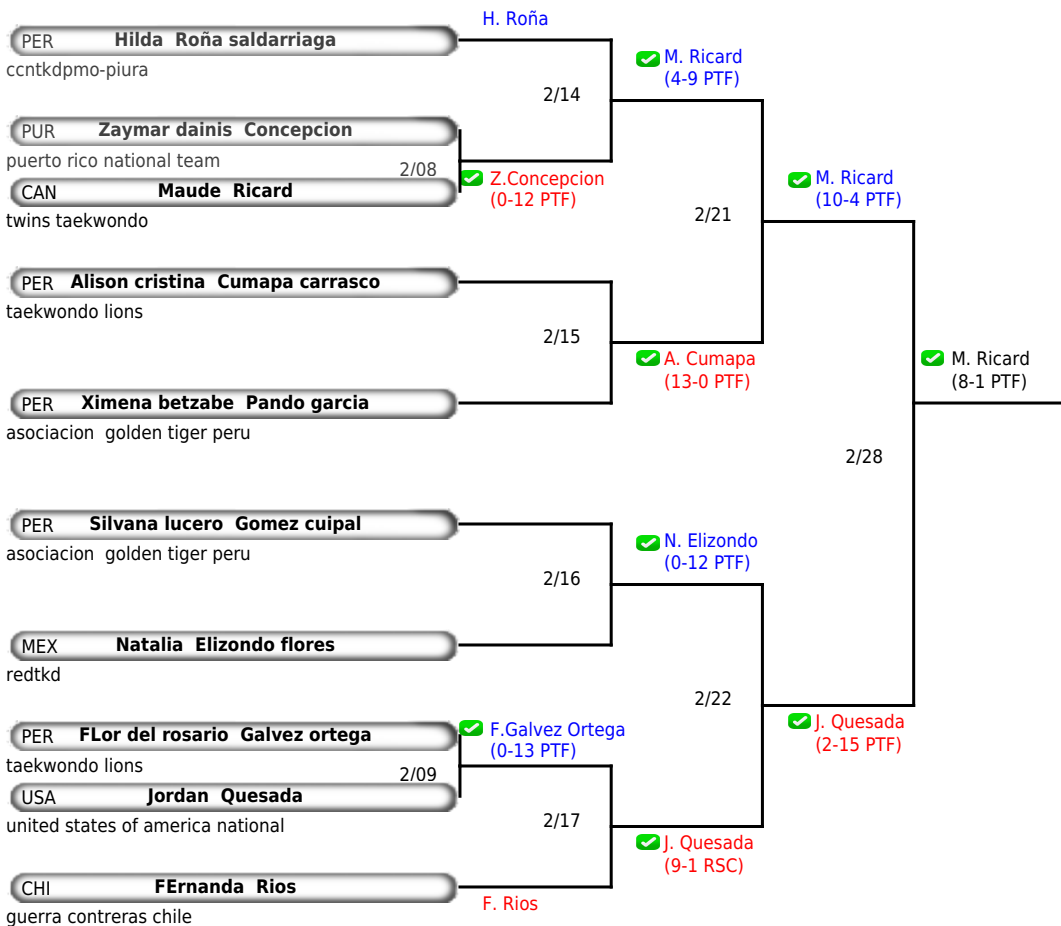 H. Roña
PER Hilda Roña saldarriaga
ccntkdpmo-piura
M. Ricard
(4-9 PTF)
2/14
PUR Zaymar dainis Concepcion
puerto rico national team
2/08
CAN Maude Ricard
twins taekwondo
Z.Concepcion
(0-12 PTF)
M. Ricard
(10-4 PTF)
2/21
PER Alison cristina Cumapa carrasco
taekwondo lions
2/15
A. Cumapa
(13-0 PTF)
M. Ricard
(8-1 PTF)
PER Ximena betzabe Pando garcia
asociacion golden tiger peru
2/28
PER Silvana lucero Gomez cuipal
asociacion golden tiger peru
N. Elizondo
(0-12 PTF)
2/16
MEX Natalia Elizondo flores
redtkd
2/22
J. Quesada
(2-15 PTF)
PER FLor del rosario Galvez ortega
taekwondo lions
F.Galvez Ortega
(0-13 PTF)
2/09
USA Jordan Quesada
united states of america national
2/17
J. Quesada
(9-1 RSC)
CHI FErnanda Rios
guerra contreras chile
F. Rios